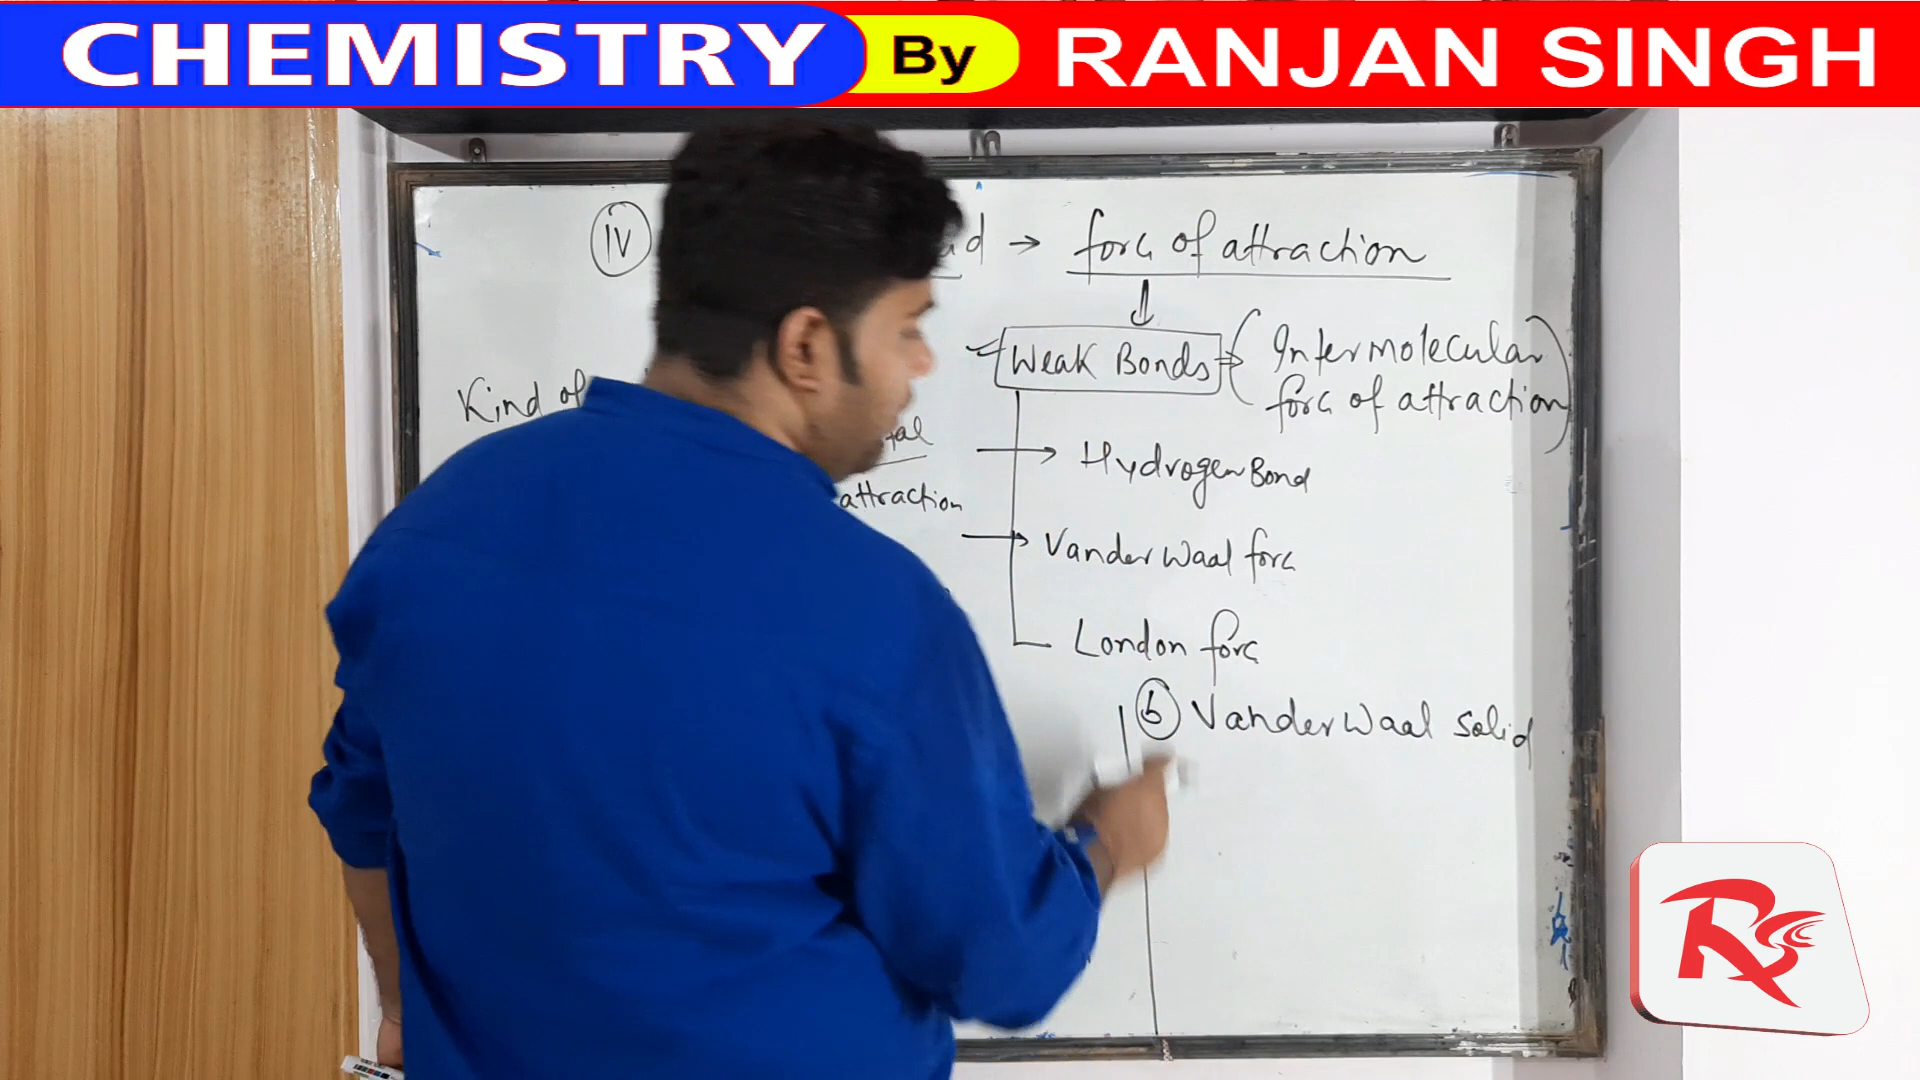 CHEMISTRY By RANJAN SINGH
IV → forc of attraction
Weak Bonds → (Intermolecular
forc of attraction)
Kind of
attraction
→ Hydrogen Bond
→ Vander Waal forc
London forc
b Vander Waal solid
RS